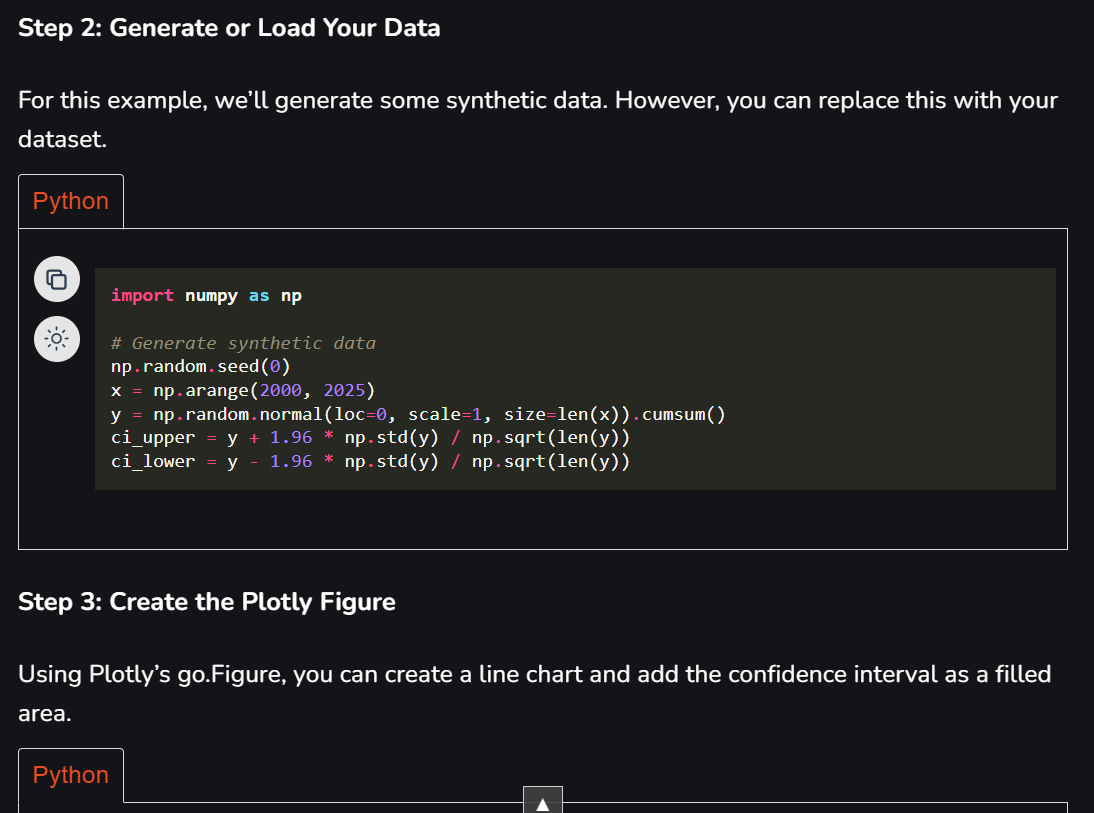 Step 2: Generate or Load Your Data
For this example, we’ll generate some synthetic data. However, you can replace this with your
dataset.
Python
import numpy as np
# Generate synthetic data
np.random.seed(0)
x = np.arange(2000, 2025)
y = np.random.normal(loc=0, scale=1, size=len(x)).cumsum()
ci_upper = y + 1.96 * np.std(y) / np.sqrt(len(y))
ci_lower = y - 1.96 * np.std(y) / np.sqrt(len(y))
Step 3: Create the Plotly Figure
Using Plotly’s go.Figure, you can create a line chart and add the confidence interval as a filled
area.
Python